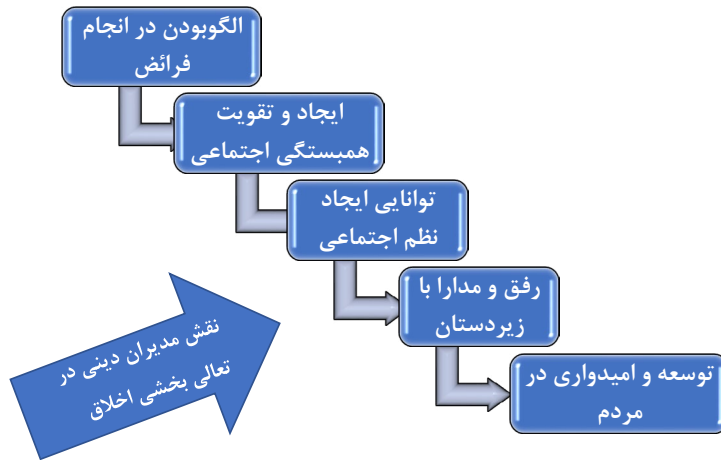 الگوبودن در انجام
فرائض
ایجاد و تقویت
همبستگی اجتماعی
توانایی ایجاد
نظم اجتماعی
رفق و مدارا با
زیردستان
توسعه و امیدواری در
مردم
نقش مدیران دینی در
تعالی بخشی اخلاق